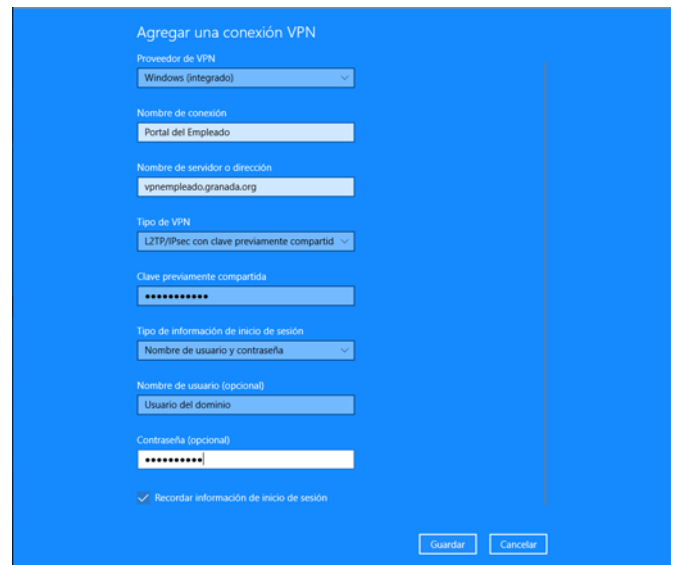 Agregar una conexión VPN
Proveedor de VPN
Windows (integrado)
Nombre de conexión
Portal del Empleado
Nombre de servidor o dirección
vpnempleado.granada.org
Tipo de VPN
L2TP/IPsec con clave previamente compartid
Clave previamente compartida
●●●●●●●●●●●
Tipo de información de inicio de sesión
Nombre de usuario y contraseña
Nombre de usuario (opcional)
Usuario del dominio
Contraseña (opcional)
●●●●●●●●●●
Recordar información de inicio de sesión
Guardar Cancelar